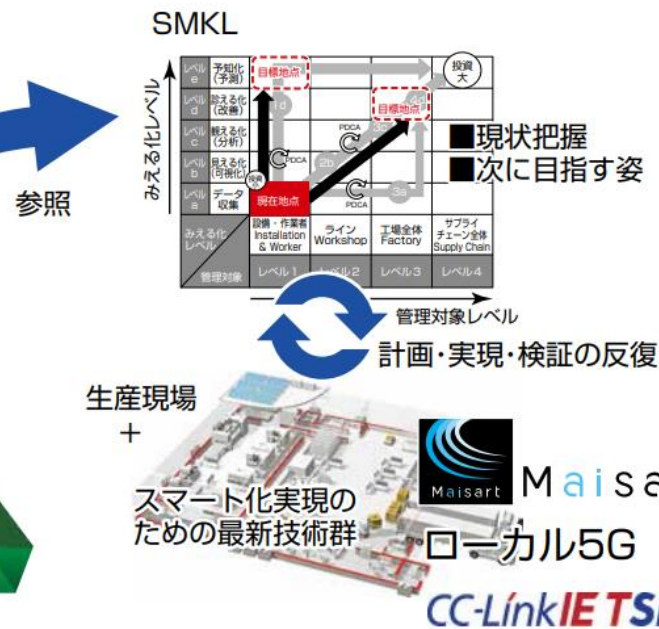 SMKL
参照
みえる化レベル
レベル e 予知化 (予測)
レベル d 診える化 (改善)
レベル c 観える化 (分析)
レベル b 見える化 (可視化)
レベル a データ収集
目標地点
目標地点
投資大
PDCA
PDCA
PDCA
2b
3a
現在地点
■現状把握
■次に目指す姿
みえる化レベル
管理対象
設備・作業者 Installation & Worker
ライン Workshop
工場全体 Factory
サプライチェーン全体 Supply Chain
レベル1
レベル2
レベル3
レベル4
管理対象レベル
計画・実現・検証の反復
生産現場
+
スマート化実現の
ための最新技術群
Maisart
Maisa
ローカル5G
CC-Link IE TS